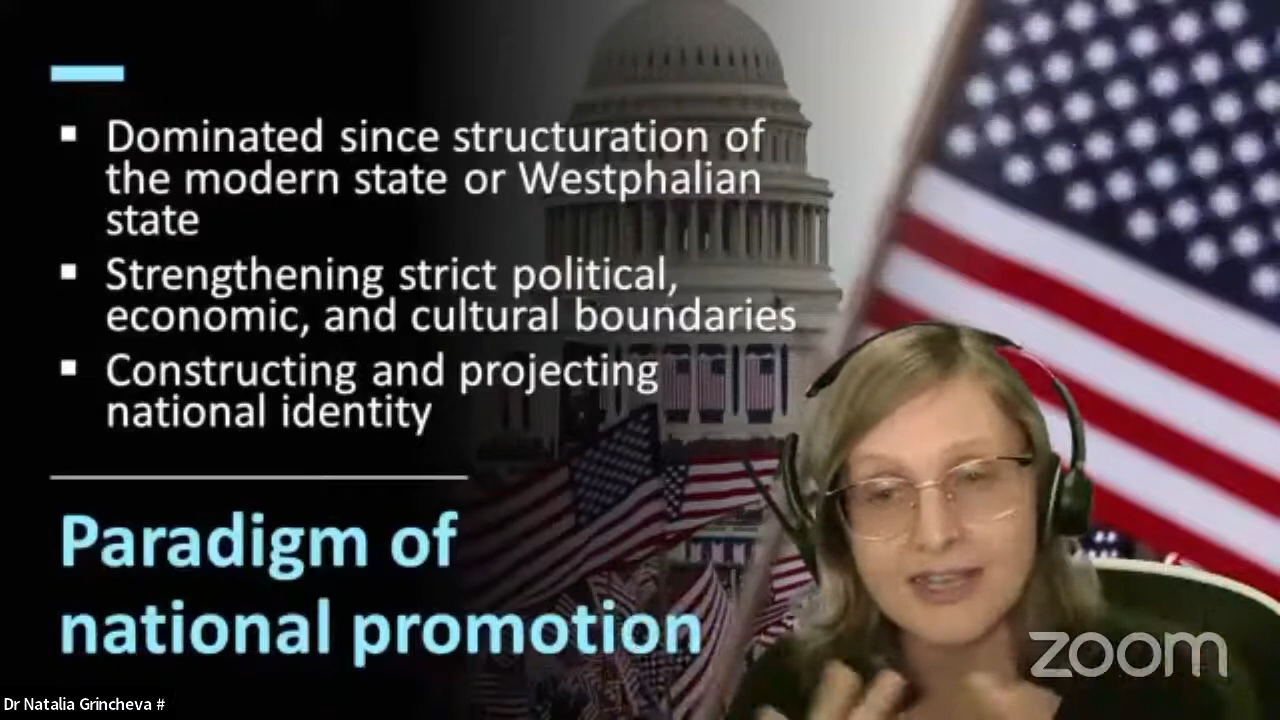 ▪ Dominated since structuration of
the modern state or Westphalian
state
▪ Strengthening strict political,
economic, and cultural boundaries
▪ Constructing and projecting
national identity
Paradigm of
national promotion
zoom
Dr Natalia Grincheva #